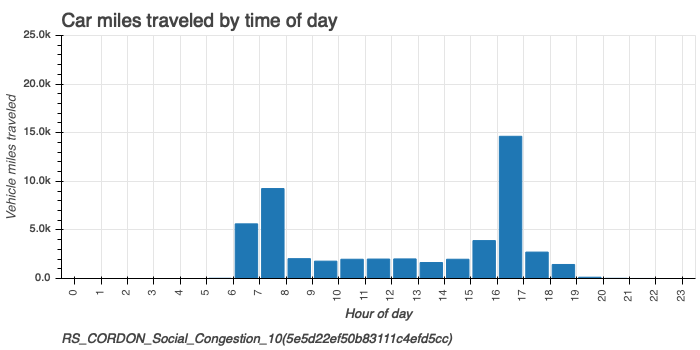 Car miles traveled by time of day
25.0k
20.0k
15.0k
10.0k
5.0k
0.0
Vehicle miles traveled
0 1 2 3 4 5 6 7 8 9 10 11 12 13 14 15 16 17 18 19 20 21 22 23
Hour of day
RS_CORDON_Social_Congestion_10(5e5d22ef50b83111c4efd5cc)